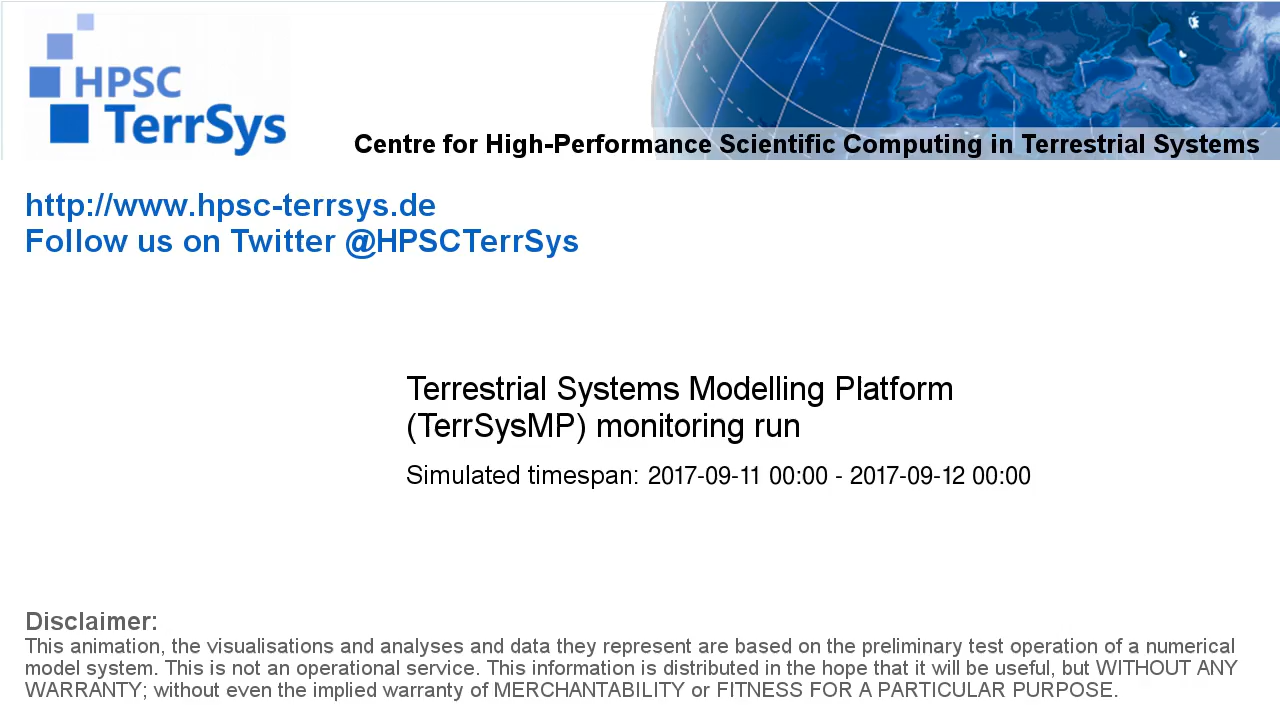 HPSC
TerrSys
Centre for High-Performance Scientific Computing in Terrestrial Systems
http://www.hpsc-terrsys.de
Follow us on Twitter @HPSCTerrSys
Terrestrial Systems Modelling Platform
(TerrSysMP) monitoring run
Simulated timespan: 2017-09-11 00:00 - 2017-09-12 00:00
Disclaimer:
This animation, the visualisations and analyses and data they represent are based on the preliminary test operation of a numerical
model system. This is not an operational service. This information is distributed in the hope that it will be useful, but WITHOUT ANY
WARRANTY; without even the implied warranty of MERCHANTABILITY or FITNESS FOR A PARTICULAR PURPOSE.